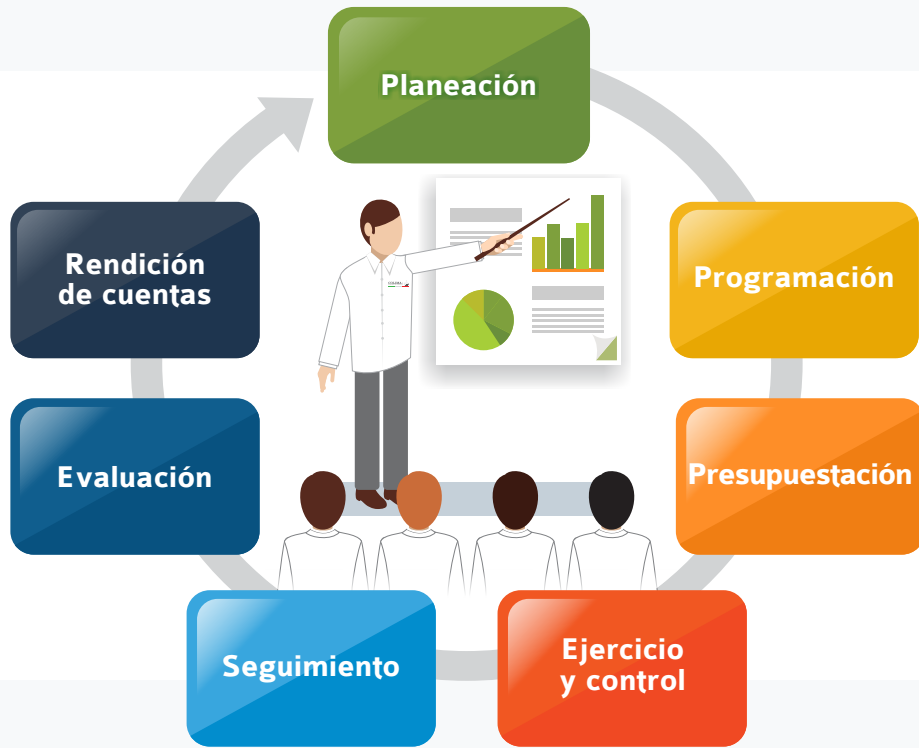 Planeación
Programación
Presupuestación
Ejercicio
y control
Seguimiento
Evaluación
Rendición
de cuentas